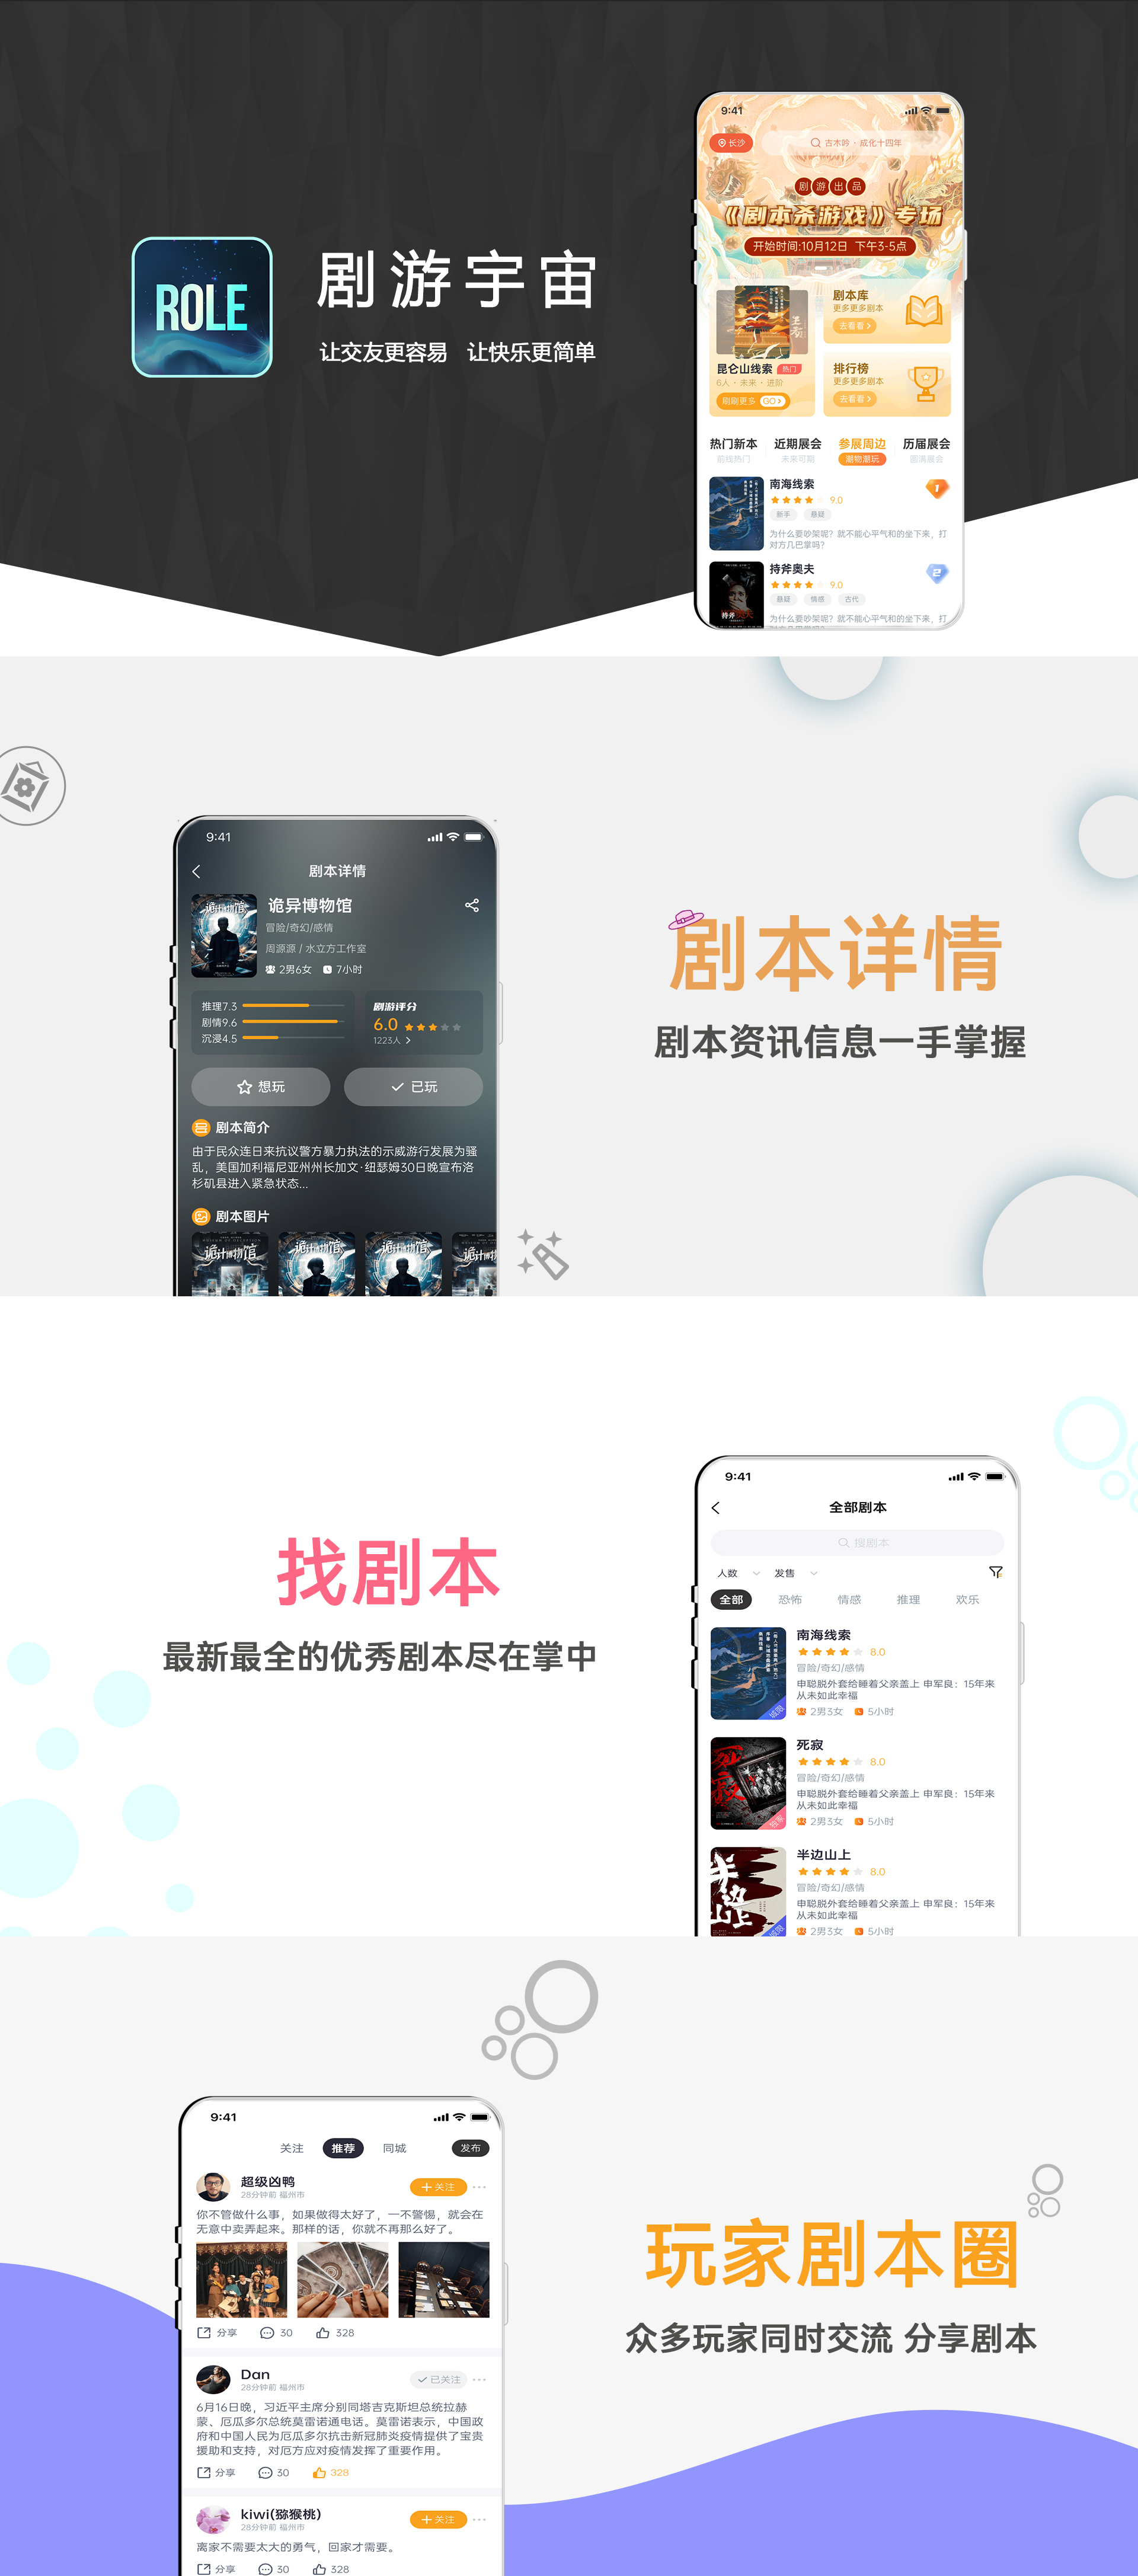 ROLE
剧游宇宙
让交友更容易 让快乐更简单
9:41
长沙
古木吟 · 成化十四年
剧游出品
《剧本杀游戏》专场
开始时间:10月12日 下午3-5点
昆仑山线索 热门
6人 · 未来 · 进阶
刷刷更多 GO
剧本库
更多更多剧本
去看看
排行榜
更多更多剧本
去看看
热门新本 近期展会 参展周边 历届展会
前线热门 未来可期 潮物潮玩 圆满展会
南海线索
9.0
1
新手 悬疑
为什么要吵架呢？就不能心平气和的坐下来，打
对方几巴掌吗？
持斧奥夫
9.0
2
悬疑 情感 古代
为什么要吵架呢？就不能心平气和的坐下来，打
9:41
剧本详情
诡异博物馆
冒险/奇幻/感情
周源源 / 水立方工作室
2男6女 7小时
推理7.3
剧情9.6
沉浸4.5
剧游评分
6.0
1223人
想玩
已玩
剧本简介
由于民众连日来抗议警方暴力执法的示威游行发展为骚
乱，美国加利福尼亚州州长加文·纽瑟姆30日晚宣布洛
杉矶县进入紧急状态...
剧本图片
剧本详情
剧本资讯信息一手掌握
找剧本
最新最全的优秀剧本尽在掌中
9:41
全部剧本
搜剧本
人数 发售
全部 恐怖 情感 推理 欢乐
南海线索
8.0
冒险/奇幻/感情
申聪脱外套给睡着父亲盖上 申军良：15年来
从未如此幸福
2男3女 5小时
城限
死寂
8.0
冒险/奇幻/感情
申聪脱外套给睡着父亲盖上 申军良：15年来
从未如此幸福
2男3女 5小时
死寂
独家
半边山上
8.0
冒险/奇幻/感情
申聪脱外套给睡着父亲盖上 申军良：15年来
从未如此幸福
2男3女 5小时
半边山上
城限
9:41
关注 推荐 同城 发布
超级凶鸭
28分钟前 福州市
关注
你不管做什么事，如果做得太好了，一不警惕，就会在
无意中卖弄起来。那样的话，你就不再那么好了。
分享 30 328
Dan
28分钟前 福州市
已关注
6月16日晚，习近平主席分别同塔吉克斯坦总统拉赫
蒙、厄瓜多尔总统莫雷诺通电话。莫雷诺表示，中国政
府和中国人民为厄瓜多尔抗击新冠肺炎疫情提供了宝贵
援助和支持，对厄方应对疫情发挥了重要作用。
分享 30 328
kiwi(猕猴桃)
28分钟前 福州市
关注
离家不需要太大的勇气，回家才需要。
分享 30 328
玩家剧本圈
众多玩家同时交流 分享剧本